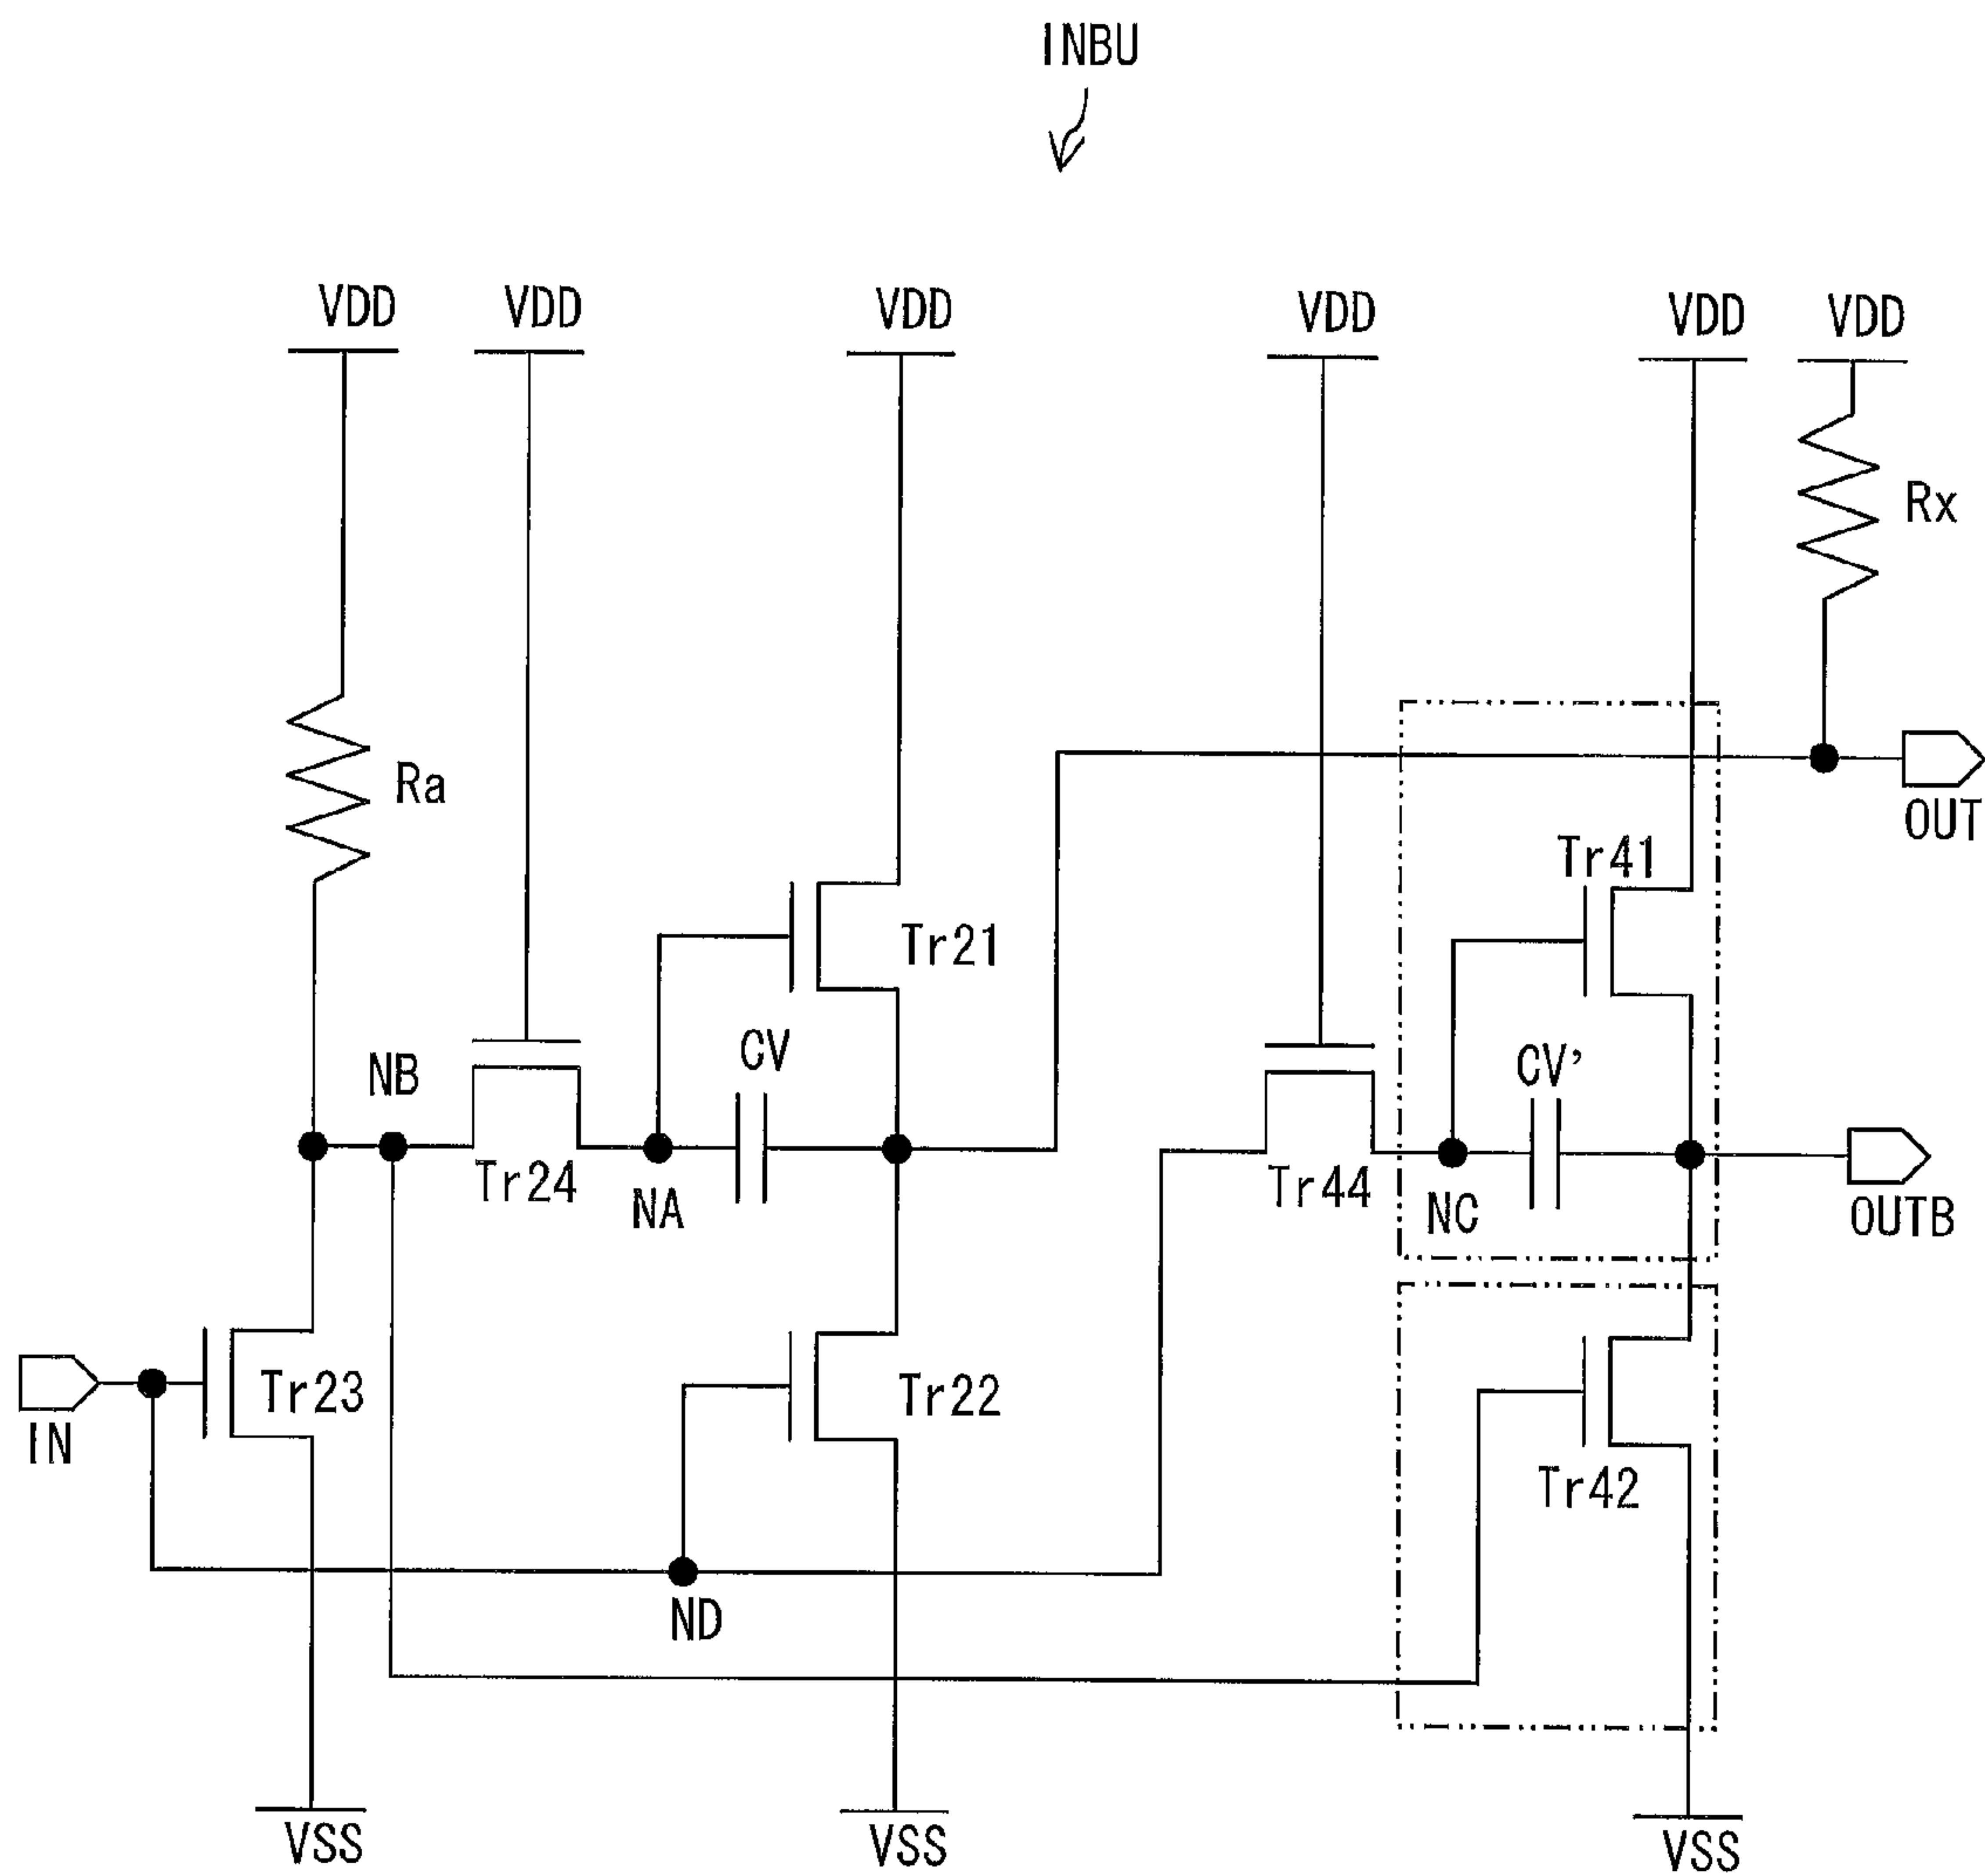 INBU
VDD
VDD
VDD
VDD
VDD
VDD
Rx
Ra
OUT
Tr41
Tr21
CV
CV'
NB
Tr24
NA
Tr44
NC
OUTB
Tr23
Tr22
IN
Tr42
ND
VSS
VSS
VSS